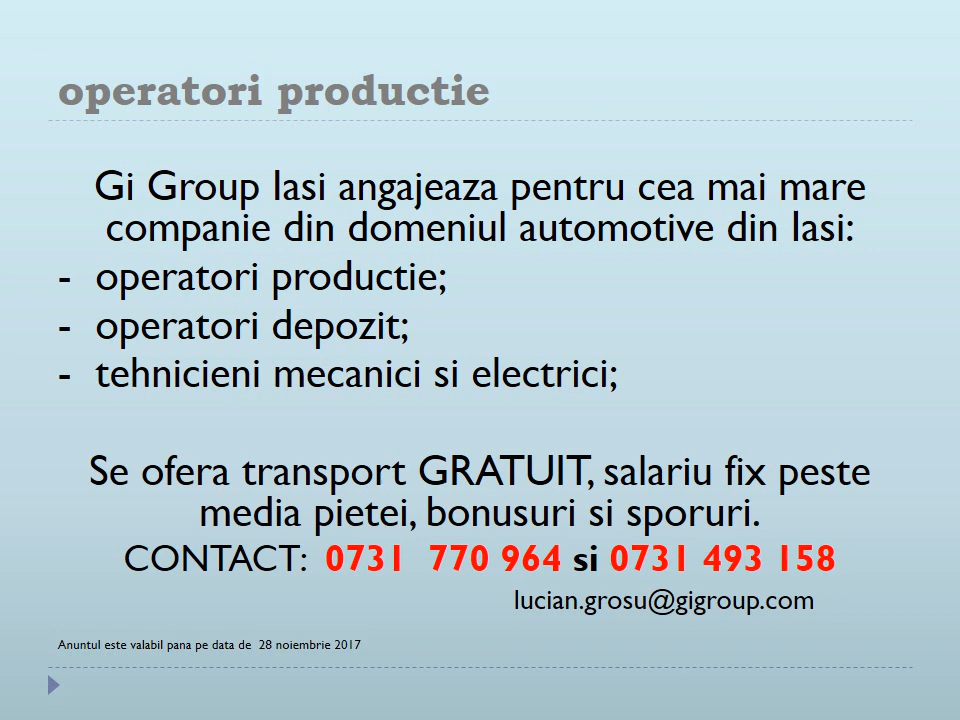 operatori productie
Gi Group Iasi angajeaza pentru cea mai mare
companie din domeniul automotive din Iasi:
- operatori productie;
- operatori depozit;
- tehnicieni mecanici si electrici;
Se ofera transport GRATUIT, salariu fix peste
media pietei, bonusuri si sporuri.
CONTACT: 0731 770 964 si 0731 493 158
lucian.grosu@gigroup.com
Anuntul este valabil pana pe data de 28 noiembrie 2017